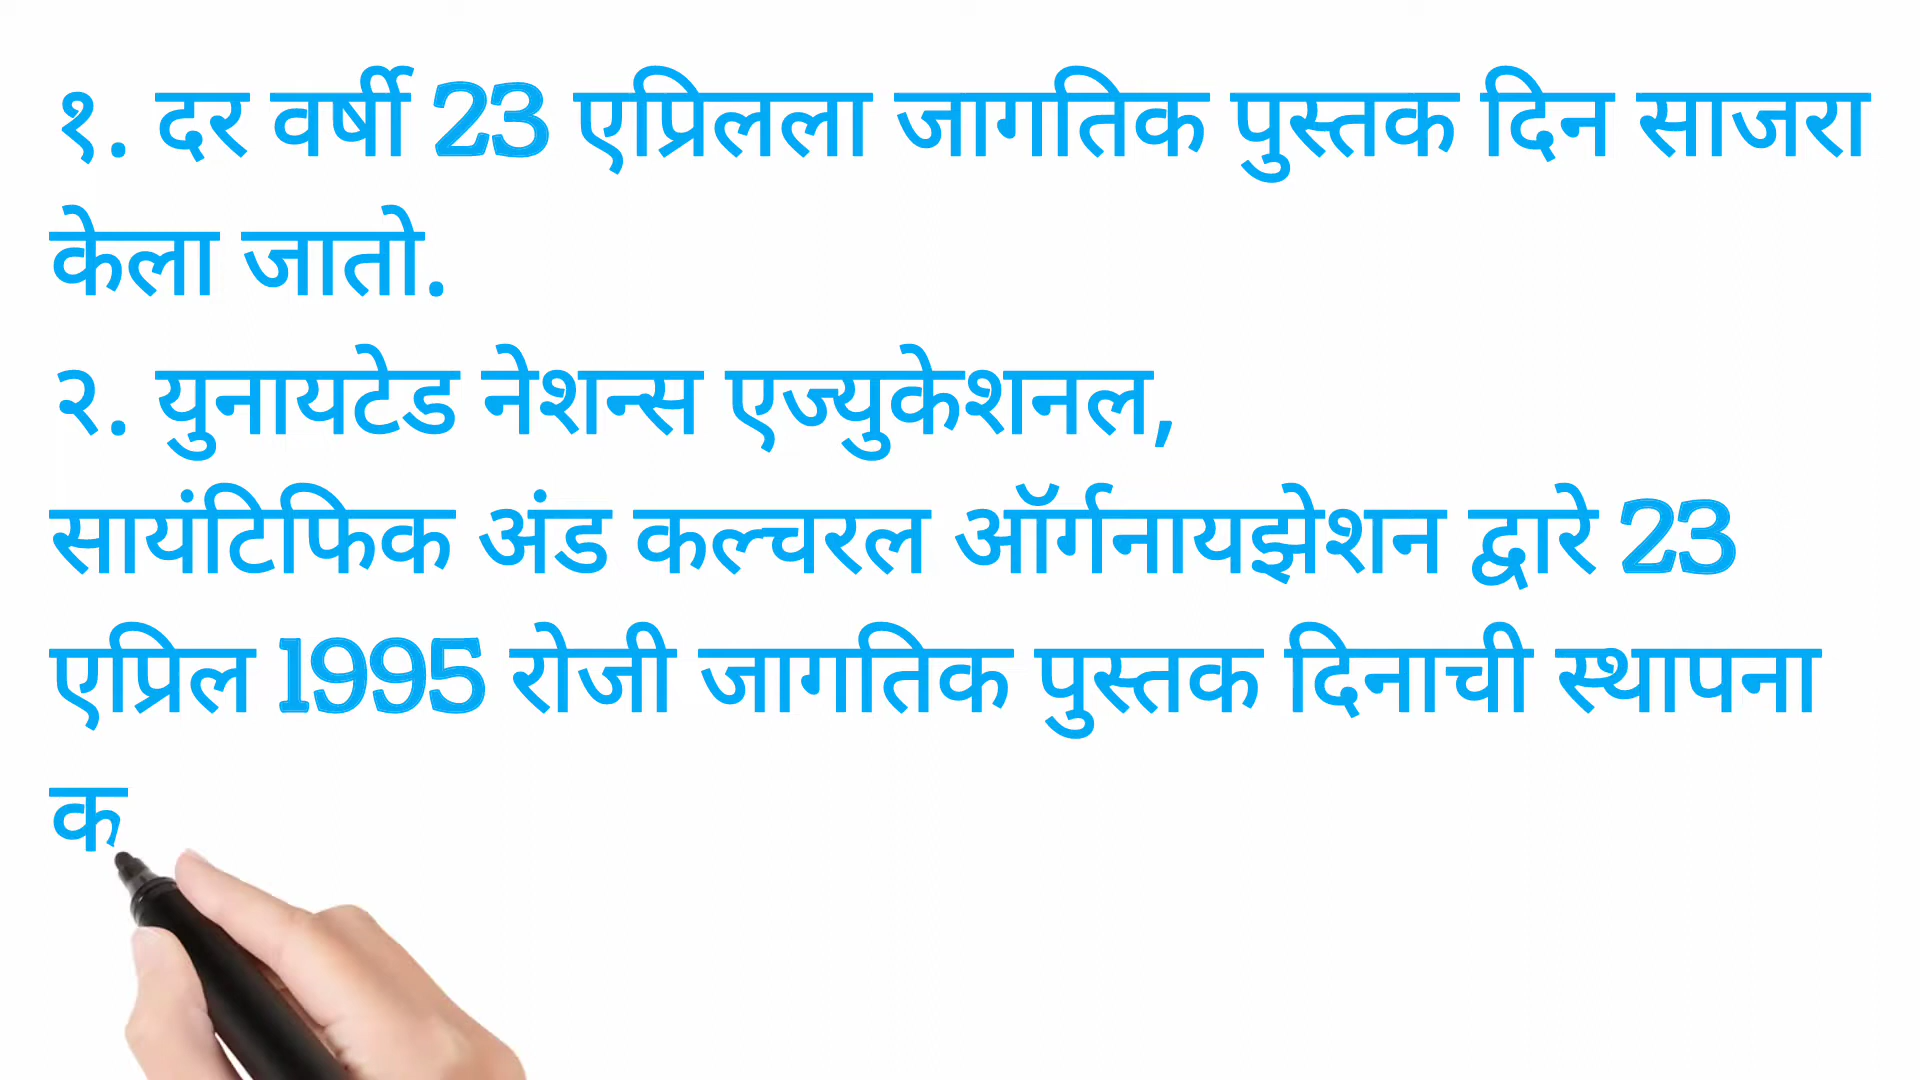 १. दर वर्षी 23 एप्रिलला जागतिक पुस्तक दिन साजरा
केला जातो.
२. युनायटेड नेशन्स एज्युकेशनल,
सायंटिफिक अंड कल्चरल ऑर्गनायझेशन द्वारे 23
एप्रिल 1995 रोजी जागतिक पुस्तक दिनाची स्थापना
क